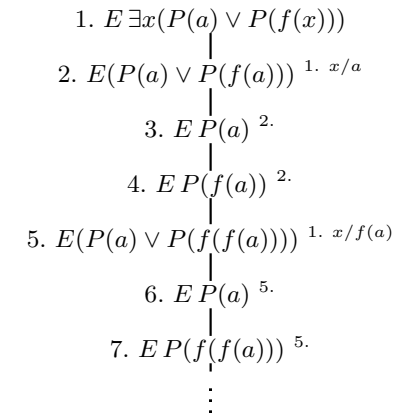 1. E ∃x(P(a) ∨ P(f(x)))
2. E(P(a) ∨ P(f(a))) 1. x/a
3. E P(a) 2.
4. E P(f(a)) 2.
5. E(P(a) ∨ P(f(f(a)))) 1. x/f(a)
6. E P(a) 5.
7. E P(f(f(a))) 5.
⋮